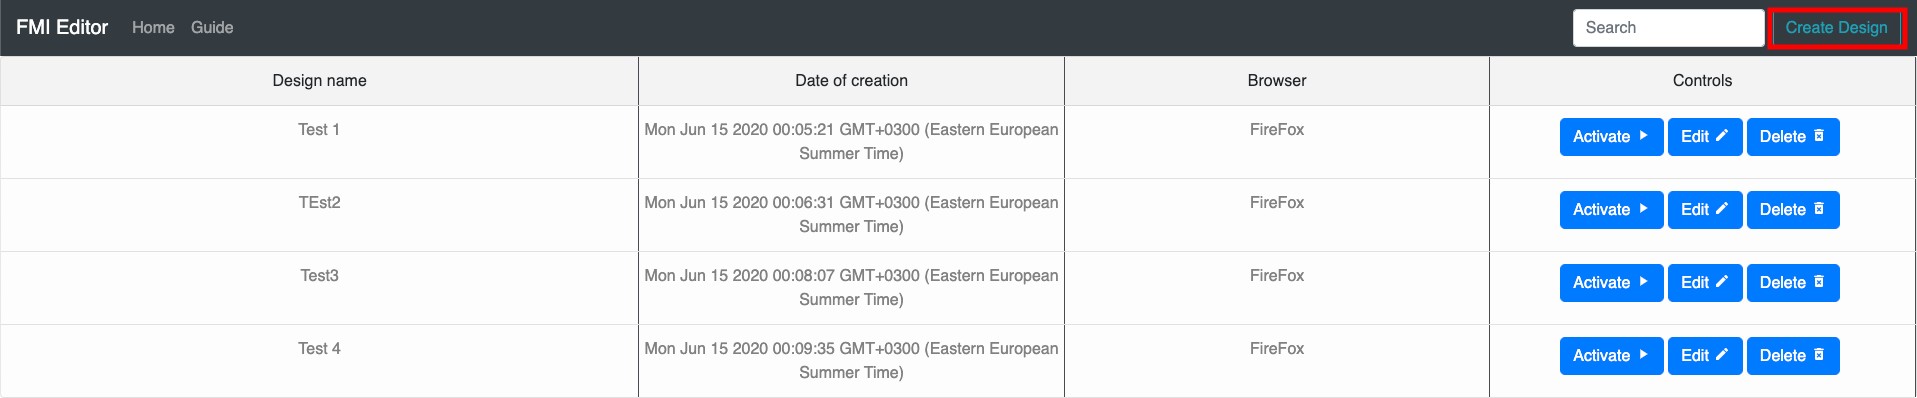 FMI Editor Home Guide Search Create Design
Design name Date of creation Browser Controls
Test 1 Mon Jun 15 2020 00:05:21 GMT+0300 (Eastern European FireFox Activate Edit Delete
Summer Time)
TEst2 Mon Jun 15 2020 00:06:31 GMT+0300 (Eastern European FireFox Activate Edit Delete
Summer Time)
Test3 Mon Jun 15 2020 00:08:07 GMT+0300 (Eastern European FireFox Activate Edit Delete
Summer Time)
Test 4 Mon Jun 15 2020 00:09:35 GMT+0300 (Eastern European FireFox Activate Edit Delete
Summer Time)